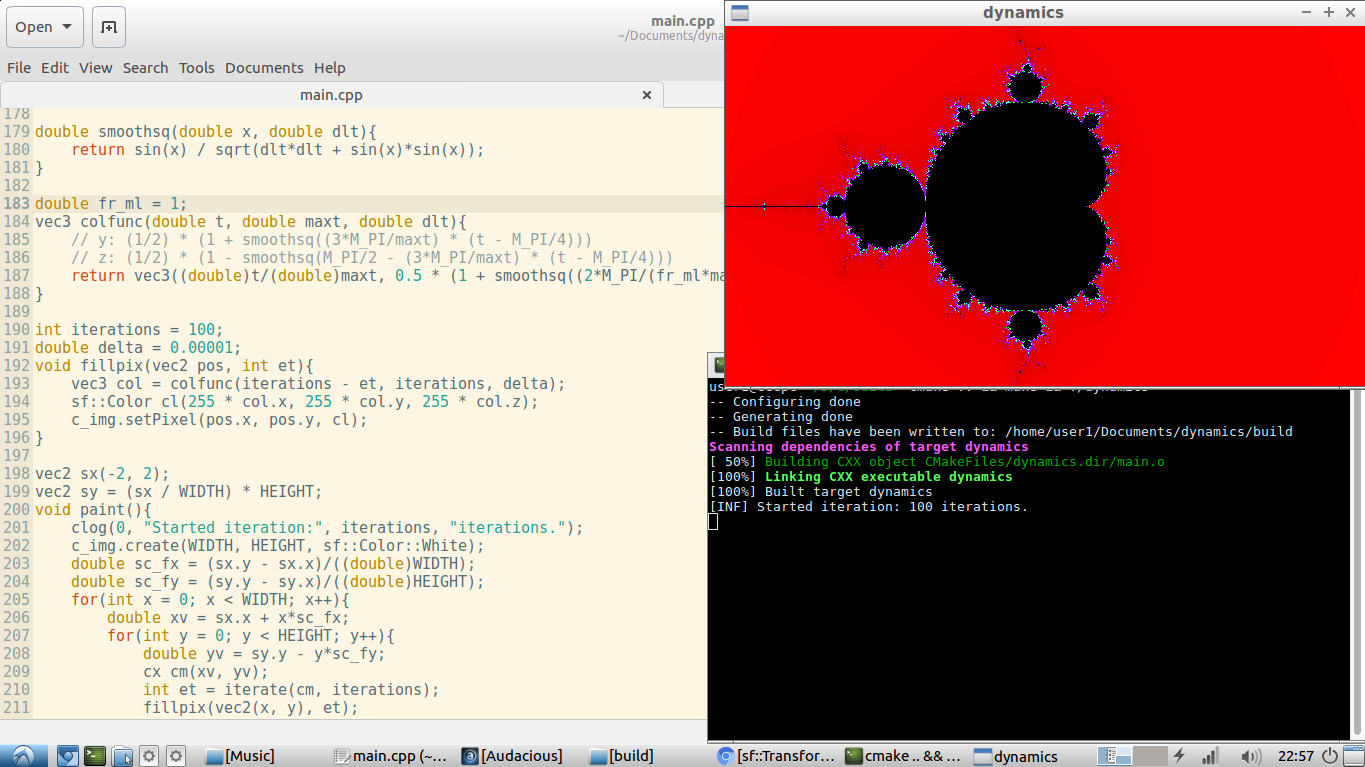 Open
main.cpp
~/Documents/dyna
File Edit View Search Tools Documents Help
main.cpp
178
179 double smoothsq(double x, double dlt){
180     return sin(x) / sqrt(dlt*dlt + sin(x)*sin(x));
181 }
182
183 double fr_ml = 1;
184 vec3 colfunc(double t, double maxt, double dlt){
185     // y: (1/2) * (1 + smoothsq((3*M_PI/maxt) * (t - M_PI/4)))
186     // z: (1/2) * (1 - smoothsq(M_PI/2 - (3*M_PI/maxt) * (t - M_PI/4)))
187     return vec3((double)t/(double)maxt, 0.5 * (1 + smoothsq((2*M_PI/(fr_ml*ma
188 }
189
190 int iterations = 100;
191 double delta = 0.00001;
192 void fillpix(vec2 pos, int et){
193     vec3 col = colfunc(iterations - et, iterations, delta);
194     sf::Color cl(255 * col.x, 255 * col.y, 255 * col.z);
195     c_img.setPixel(pos.x, pos.y, cl);
196 }
197
198 vec2 sx(-2, 2);
199 vec2 sy = (sx / WIDTH) * HEIGHT;
200 void paint(){
201     clog(0, "Started iteration:", iterations, "iterations.");
202     c_img.create(WIDTH, HEIGHT, sf::Color::White);
203     double sc_fx = (sx.y - sx.x)/((double)WIDTH);
204     double sc_fy = (sy.y - sy.x)/((double)HEIGHT);
205     for(int x = 0; x < WIDTH; x++){
206         double xv = sx.x + x*sc_fx;
207         for(int y = 0; y < HEIGHT; y++){
208             double yv = sy.y - y*sc_fy;
209             cx cm(xv, yv);
210             int et = iterate(cm, iterations);
211             fillpix(vec2(x, y), et);
dynamics
-- Configuring done
-- Generating done
-- Build files have been written to: /home/user1/Documents/dynamics/build
Scanning dependencies of target dynamics
[ 50%] Building CXX object CMakeFiles/dynamics.dir/main.o
[100%] Linking CXX executable dynamics
[100%] Built target dynamics
[INF] Started iteration: 100 iterations.
[Music] main.cpp (~... [Audacious] [build] [sf::Transfor... cmake .. && ... dynamics 22:57